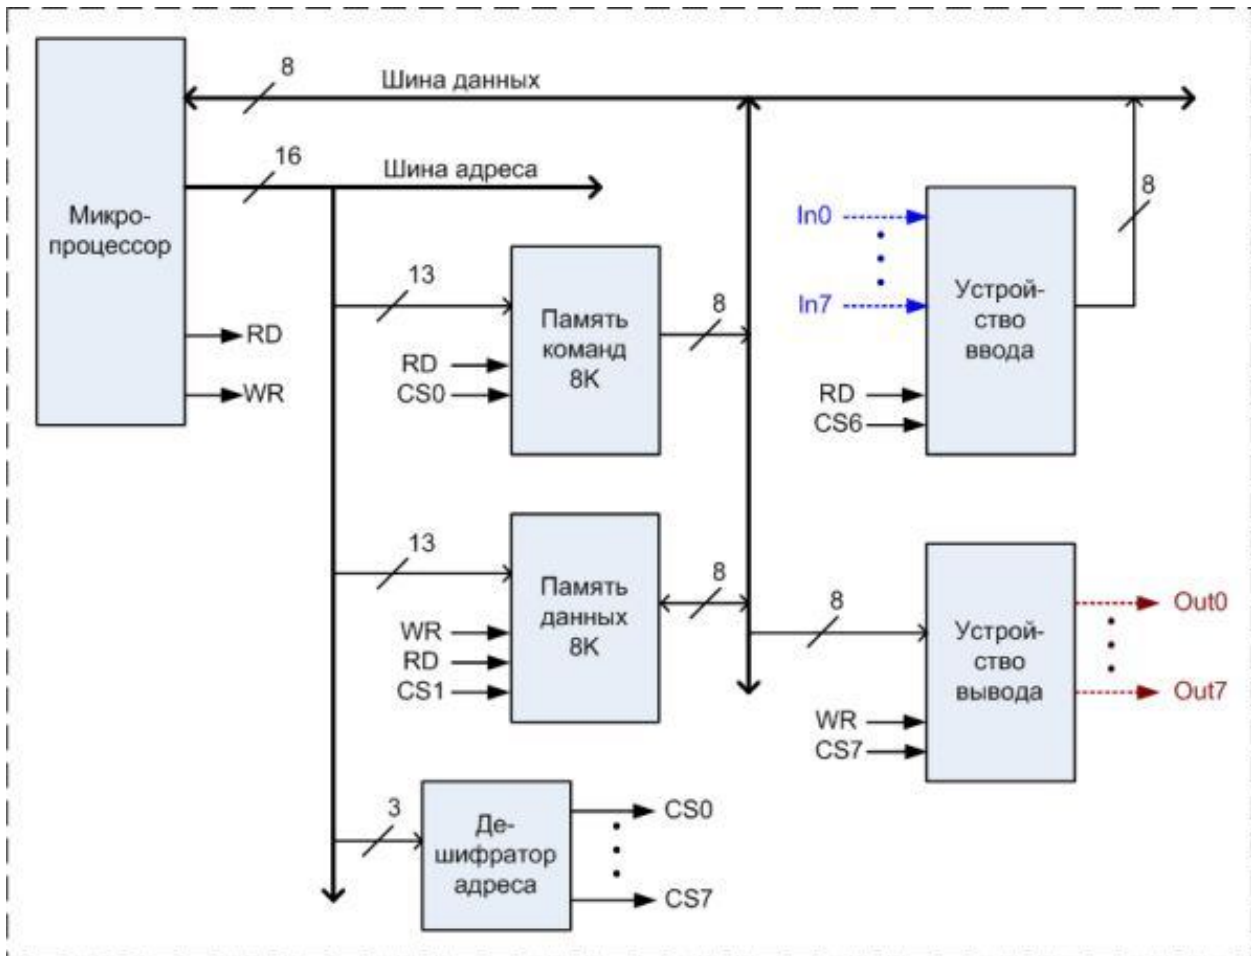 8
Шина данных
16
Шина адреса
Микро-
процессор
RD
WR
13
Память
команд
8K
RD
CS0
8
In0
In7
Устрой-
ство
ввода
RD
CS6
8
13
Память
данных
8K
WR
RD
CS1
8
8
Устрой-
ство
вывода
WR
CS7
Out0
Out7
3
Де-
шифратор
адреса
CS0
CS7